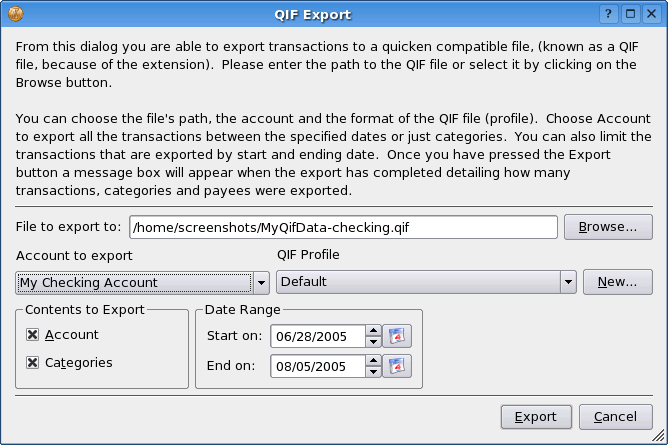 QIF Export
From this dialog you are able to export transactions to a quicken compatible file, (known as a QIF
file, because of the extension).  Please enter the path to the QIF file or select it by clicking on the
Browse button.
You can choose the file's path, the account and the format of the QIF file (profile).  Choose Account
to export all the transactions between the specified dates or just categories.  You can also limit the
transactions that are exported by start and ending date.  Once you have pressed the Export
button a message box will appear when the export has completed detailing how many
transactions, categories and payees were exported.
File to export to: /home/screenshots/MyQifData-checking.qif Browse...
Account to export QIF Profile
My Checking Account Default New...
Contents to Export Date Range
Account Start on: 06/28/2005
Categories End on: 08/05/2005
Export Cancel